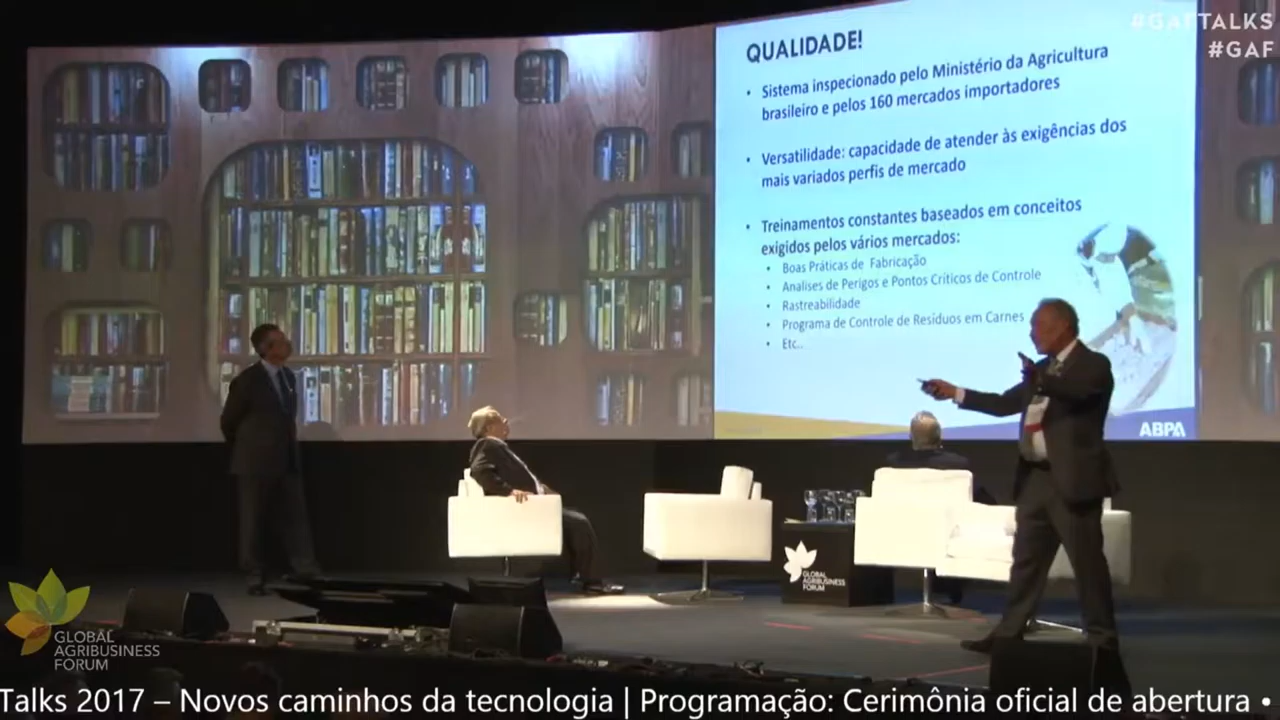 #GAFTALKS
#GAF
QUALIDADE!
• Sistema inspecionado pelo Ministério da Agricultura
brasileiro e pelos 160 mercados importadores
• Versatilidade: capacidade de atender às exigências dos
mais variados perfis de mercado
• Treinamentos constantes baseados em conceitos
exigidos pelos vários mercados:
• Boas Práticas de Fabricação
• Analises de Perigos e Pontos Críticos de Controle
• Rastreabilidade
• Programa de Controle de Resíduos em Carnes
• Etc..
ABPA
GLOBAL
AGRIBUSINESS
FORUM
GLOBAL
AGRIBUSINESS
FORUM
Talks 2017 – Novos caminhos da tecnologia | Programação: Cerimônia oficial de abertura •